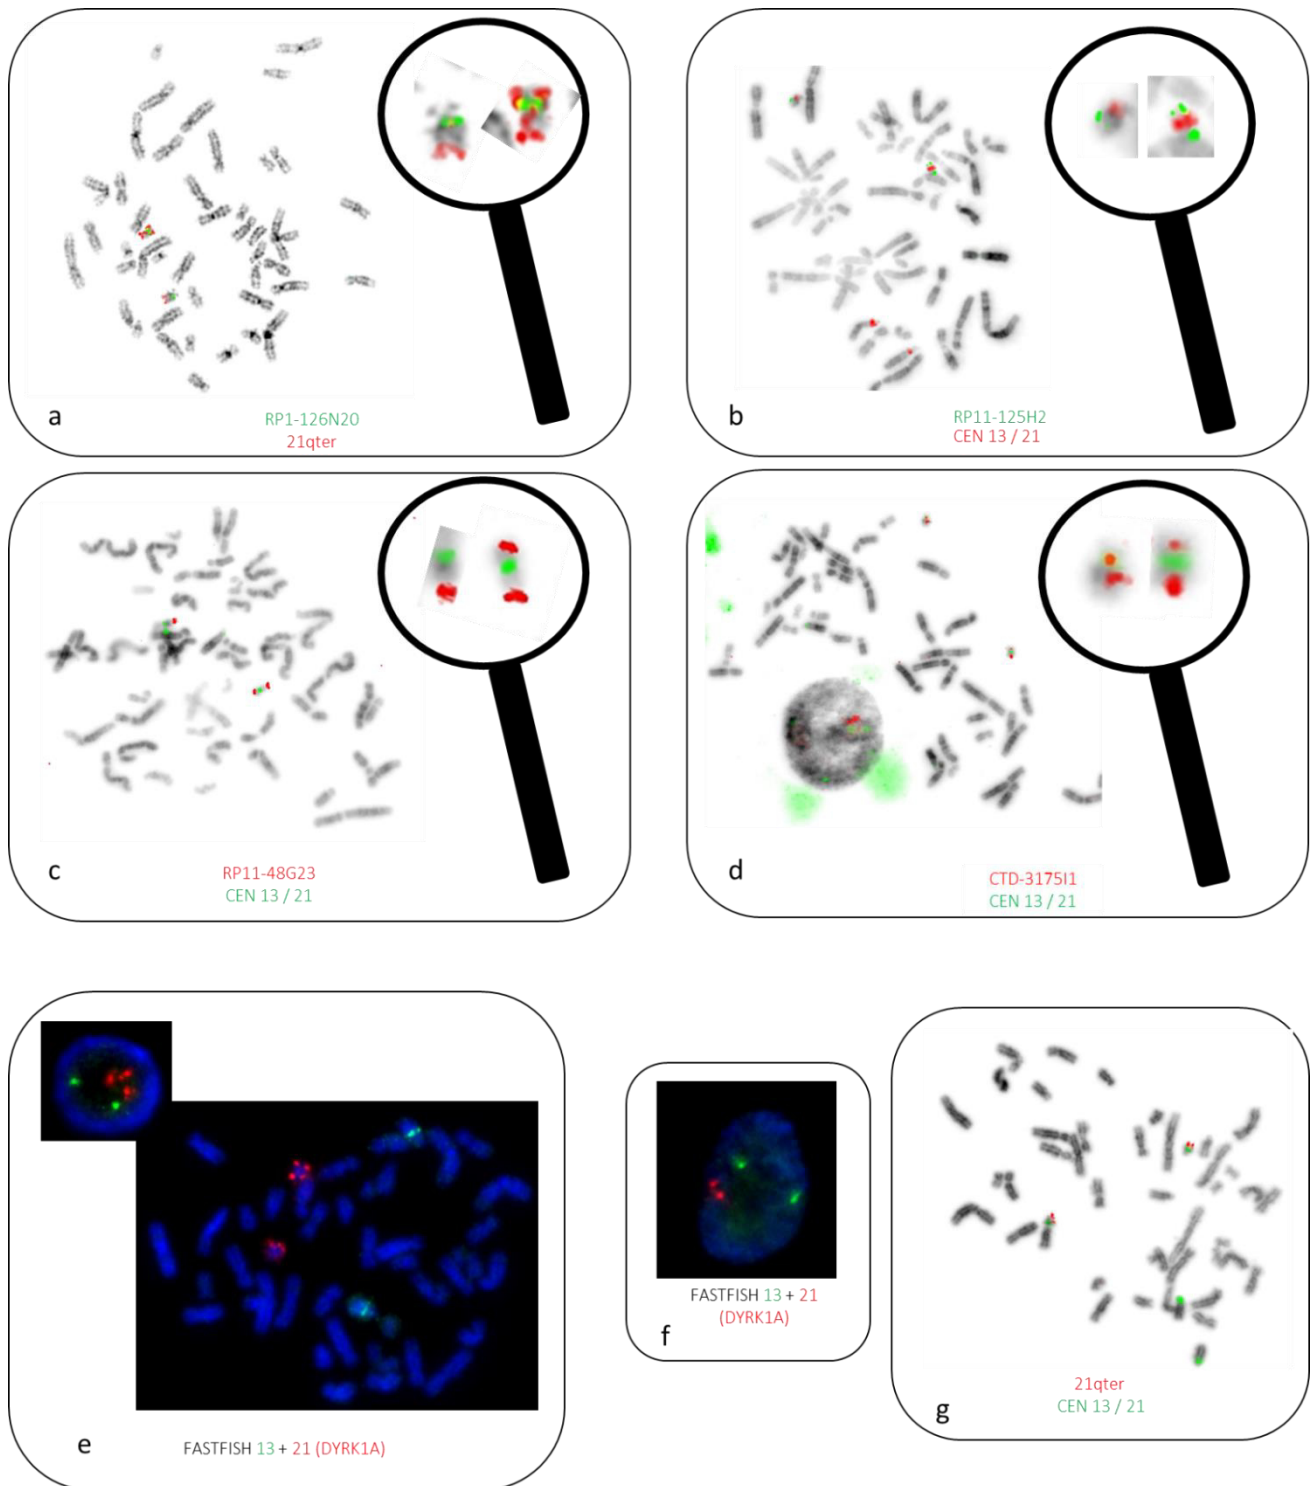 a
RP1-126N20
21qter
b
RP11-125H2
CEN 13 / 21
c
RP11-48G23
CEN 13 / 21
d
CTD-3175I1
CEN 13 / 21
e
FASTFISH 13 + 21 (DYRK1A)
f
FASTFISH 13 + 21
(DYRK1A)
g
21qter
CEN 13 / 21